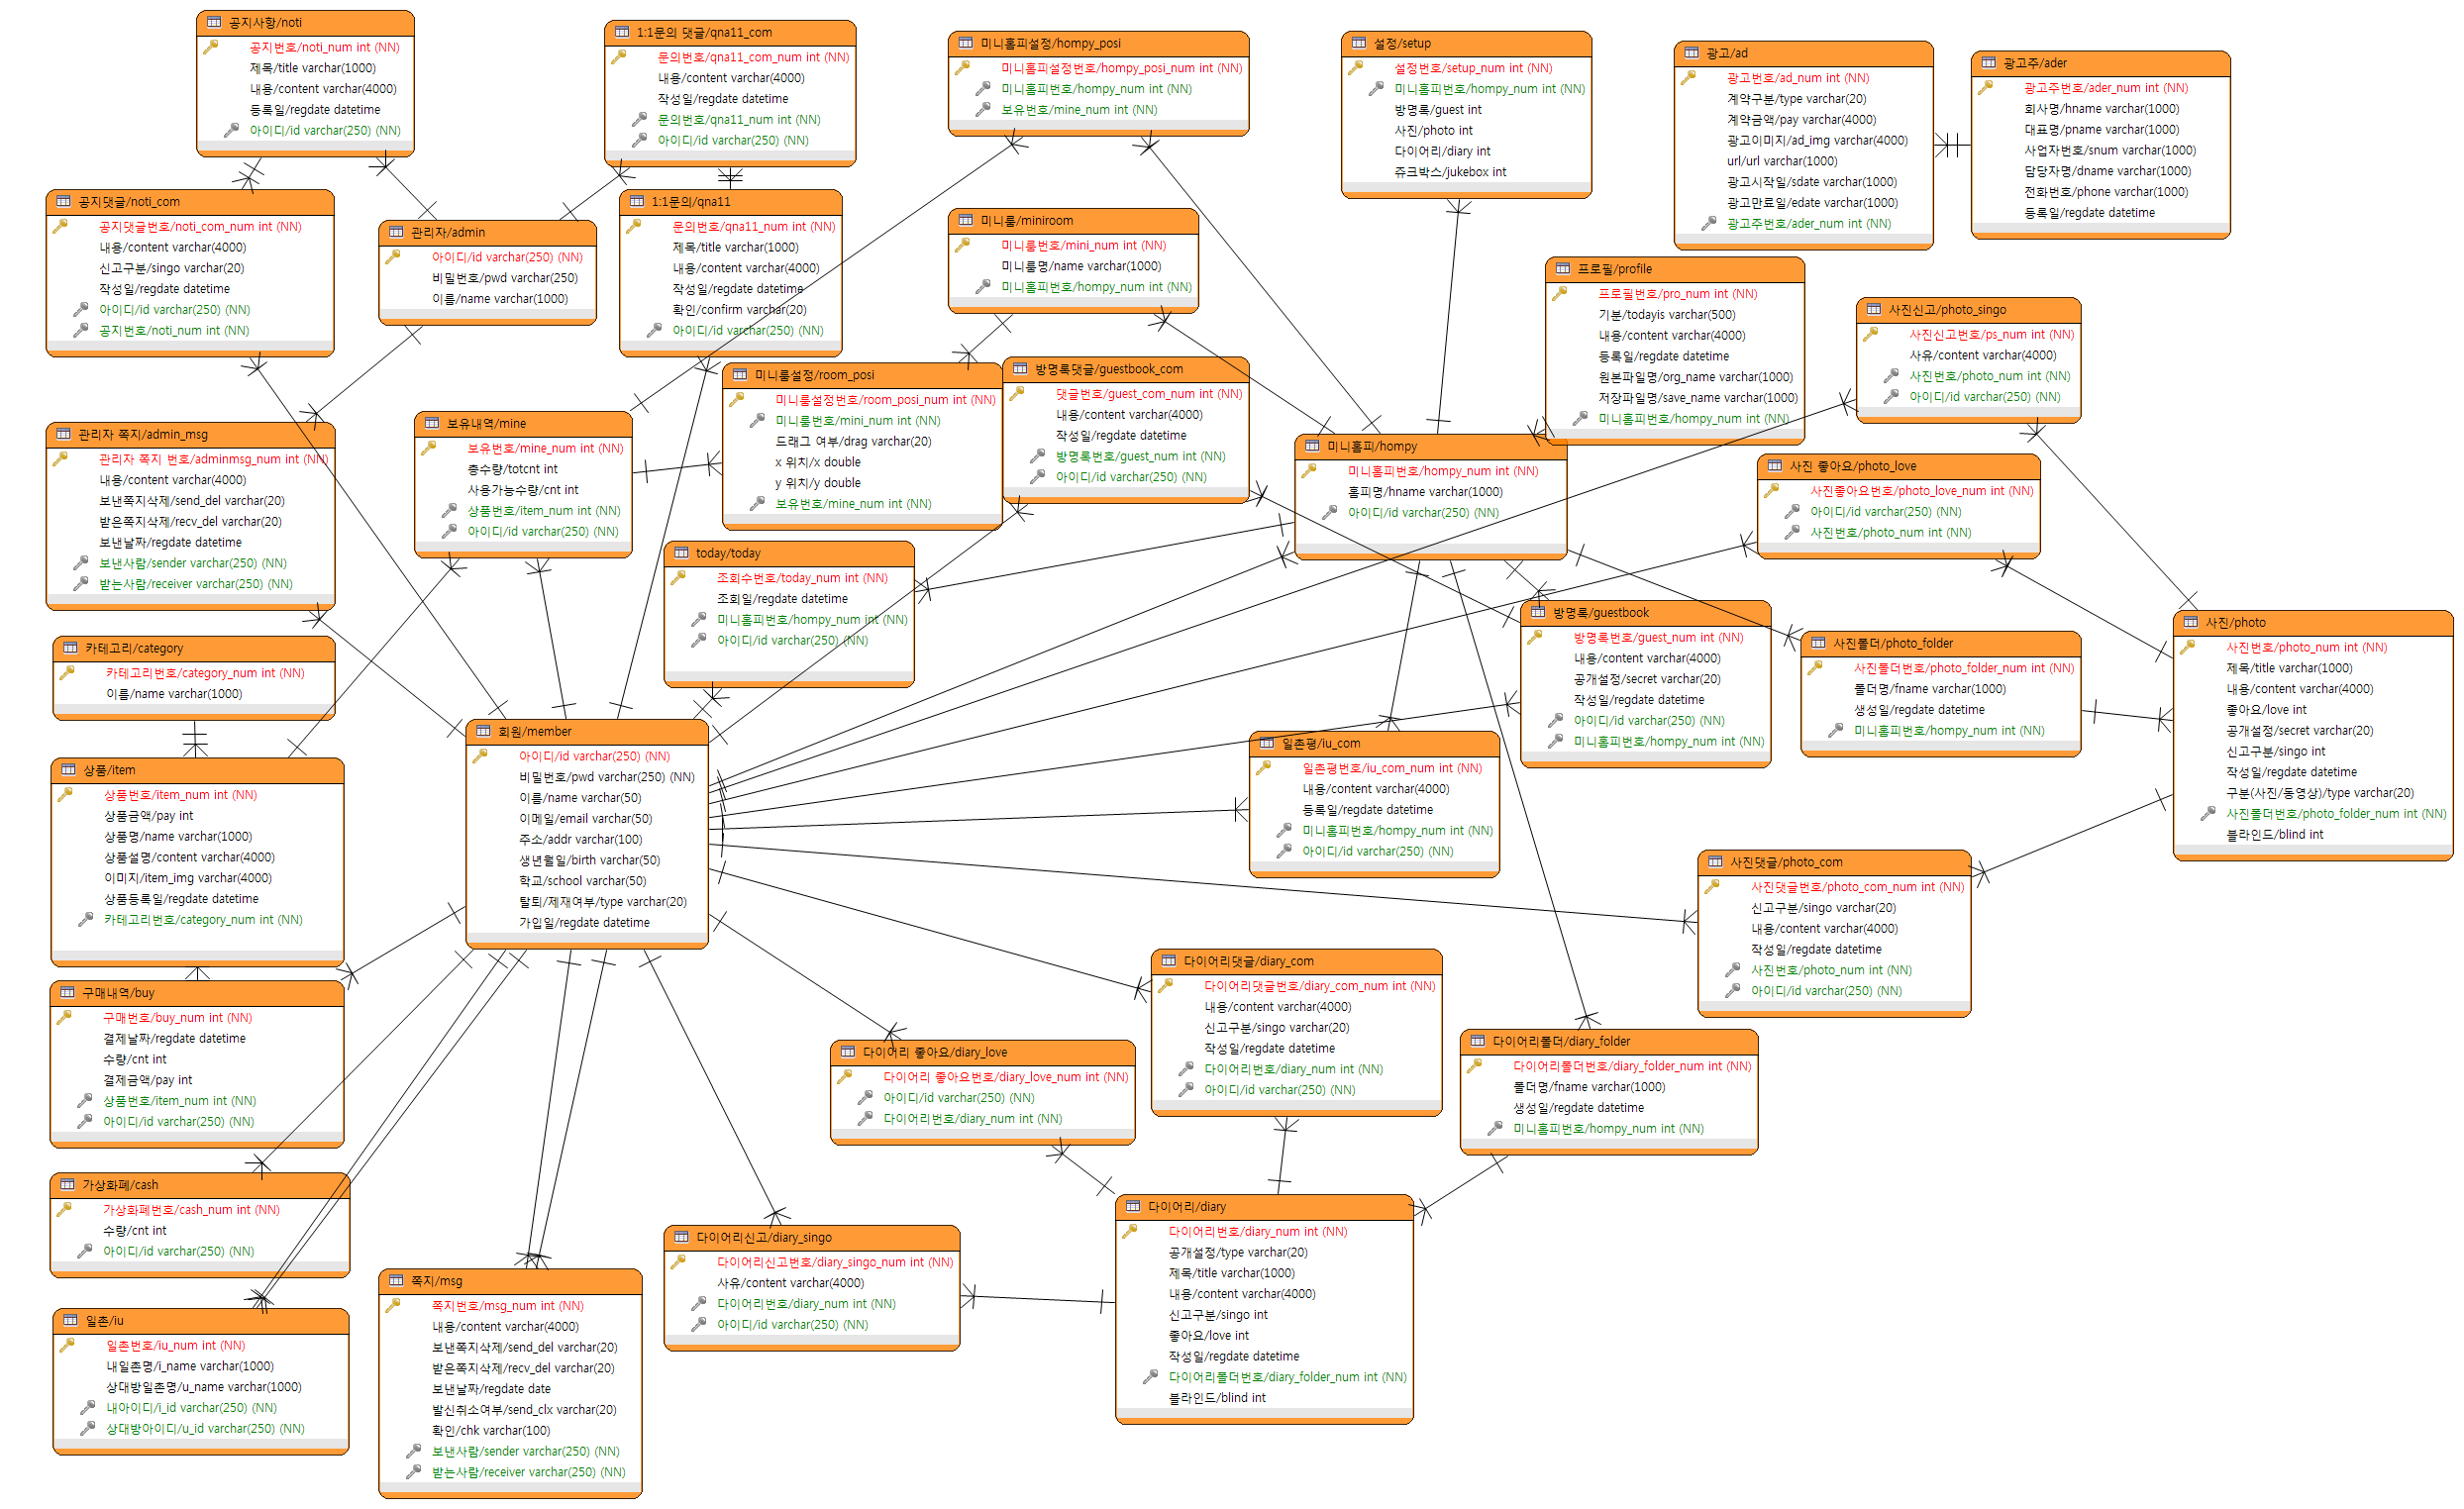 공지사항/noti
공지번호/noti_num int (NN)
제목/title varchar(1000)
내용/content varchar(4000)
등록일/regdate datetime
아이디/id varchar(250) (NN)
1:1문의 댓글/qna11_com
문의번호/qna11_com_num int (NN)
내용/content varchar(4000)
작성일/regdate datetime
문의번호/qna11_num int (NN)
아이디/id varchar(250) (NN)
미니홈피설정/hompy_posi
미니홈피설정번호/hompy_posi_num int (NN)
미니홈피번호/hompy_num int (NN)
보유번호/mine_num int (NN)
설정/setup
설정번호/setup_num int (NN)
미니홈피번호/hompy_num int (NN)
방명록/guest int
사진/photo int
다이어리/diary int
쥬크박스/jukebox int
광고/ad
광고번호/ad_num int (NN)
계약구분/type varchar(20)
계약금액/pay varchar(4000)
광고이미지/ad_img varchar(4000)
url/url varchar(1000)
광고시작일/sdate varchar(1000)
광고만료일/edate varchar(1000)
광고주번호/ader_num int (NN)
광고주/ader
광고주번호/ader_num int (NN)
회사명/hname varchar(1000)
대표명/pname varchar(1000)
사업자번호/snum varchar(1000)
담당자명/dname varchar(1000)
전화번호/phone varchar(1000)
등록일/regdate datetime
공지댓글/noti_com
공지댓글번호/noti_com_num int (NN)
내용/content varchar(4000)
신고구분/singo varchar(20)
작성일/regdate datetime
아이디/id varchar(250) (NN)
공지번호/noti_num int (NN)
관리자/admin
아이디/id varchar(250) (NN)
비밀번호/pwd varchar(250)
이름/name varchar(1000)
1:1문의/qna11
문의번호/qna11_num int (NN)
제목/title varchar(1000)
내용/content varchar(4000)
작성일/regdate datetime
확인/confirm varchar(20)
아이디/id varchar(250) (NN)
미니룸/miniroom
미니룸번호/mini_num int (NN)
미니룸명/name varchar(1000)
미니홈피번호/hompy_num int (NN)
프로필/profile
프로필번호/pro_num int (NN)
기분/todayis varchar(500)
내용/content varchar(4000)
등록일/regdate datetime
원본파일명/org_name varchar(1000)
저장파일명/save_name varchar(1000)
미니홈피번호/hompy_num int (NN)
사진신고/photo_singo
사진신고번호/ps_num int (NN)
사유/content varchar(4000)
사진번호/photo_num int (NN)
아이디/id varchar(250) (NN)
미니룸설정/room_posi
미니룸설정번호/room_posi_num int (NN)
미니룸번호/mini_num int (NN)
드래그 여부/drag varchar(20)
x 위치/x double
y 위치/y double
보유번호/mine_num int (NN)
방명록댓글/guestbook_com
댓글번호/guest_com_num int (NN)
내용/content varchar(4000)
작성일/regdate datetime
방명록번호/guest_num int (NN)
아이디/id varchar(250) (NN)
보유내역/mine
보유번호/mine_num int (NN)
총수량/totcnt int
사용가능수량/cnt int
상품번호/item_num int (NN)
아이디/id varchar(250) (NN)
관리자 쪽지/admin_msg
관리자 쪽지 번호/adminmsg_num int (NN)
내용/content varchar(4000)
보낸쪽지삭제/send_del varchar(20)
받은쪽지삭제/recv_del varchar(20)
보낸날짜/regdate datetime
보낸사람/sender varchar(250) (NN)
받는사람/receiver varchar(250) (NN)
미니홈피/hompy
미니홈피번호/hompy_num int (NN)
홈피명/hname varchar(1000)
아이디/id varchar(250) (NN)
사진 좋아요/photo_love
사진좋아요번호/photo_love_num int (NN)
아이디/id varchar(250) (NN)
사진번호/photo_num int (NN)
today/today
조회수번호/today_num int (NN)
조회일/regdate datetime
미니홈피번호/hompy_num int (NN)
아이디/id varchar(250) (NN)
방명록/guestbook
방명록번호/guest_num int (NN)
내용/content varchar(4000)
공개설정/secret varchar(20)
작성일/regdate datetime
아이디/id varchar(250) (NN)
미니홈피번호/hompy_num int (NN)
사진폴더/photo_folder
사진폴더번호/photo_folder_num int (NN)
폴더명/fname varchar(1000)
생성일/regdate datetime
미니홈피번호/hompy_num int (NN)
사진/photo
사진번호/photo_num int (NN)
제목/title varchar(1000)
내용/content varchar(4000)
좋아요/love int
공개설정/secret varchar(20)
신고구분/singo int
작성일/regdate datetime
구분(사진/동영상)/type varchar(20)
사진폴더번호/photo_folder_num int (NN)
블라인드/blind int
카테고리/category
카테고리번호/category_num int (NN)
이름/name varchar(1000)
회원/member
아이디/id varchar(250) (NN)
비밀번호/pwd varchar(250) (NN)
이름/name varchar(50)
이메일/email varchar(50)
주소/addr varchar(100)
생년월일/birth varchar(50)
학교/school varchar(50)
탈퇴/제재여부/type varchar(20)
가입일/regdate datetime
일촌평/iu_com
일촌평번호/iu_com_num int (NN)
내용/content varchar(4000)
등록일/regdate datetime
미니홈피번호/hompy_num int (NN)
아이디/id varchar(250) (NN)
상품/item
상품번호/item_num int (NN)
상품금액/pay int
상품명/name varchar(1000)
상품설명/content varchar(4000)
이미지/item_img varchar(4000)
상품등록일/regdate datetime
카테고리번호/category_num int (NN)
사진댓글/photo_com
사진댓글번호/photo_com_num int (NN)
신고구분/singo varchar(20)
내용/content varchar(4000)
작성일/regdate datetime
사진번호/photo_num int (NN)
아이디/id varchar(250) (NN)
다이어리댓글/diary_com
다이어리댓글번호/diary_com_num int (NN)
내용/content varchar(4000)
신고구분/singo varchar(20)
작성일/regdate datetime
다이어리번호/diary_num int (NN)
아이디/id varchar(250) (NN)
구매내역/buy
구매번호/buy_num int (NN)
결제날짜/regdate datetime
수량/cnt int
결제금액/pay int
상품번호/item_num int (NN)
아이디/id varchar(250) (NN)
다이어리 좋아요/diary_love
다이어리 좋아요번호/diary_love_num int (NN)
아이디/id varchar(250) (NN)
다이어리번호/diary_num int (NN)
다이어리폴더/diary_folder
다이어리폴더번호/diary_folder_num int (NN)
폴더명/fname varchar(1000)
생성일/regdate datetime
미니홈피번호/hompy_num int (NN)
가상화폐/cash
가상화폐번호/cash_num int (NN)
수량/cnt int
아이디/id varchar(250) (NN)
다이어리/diary
다이어리번호/diary_num int (NN)
공개설정/type varchar(20)
제목/title varchar(1000)
내용/content varchar(4000)
신고구분/singo int
좋아요/love int
작성일/regdate datetime
다이어리폴더번호/diary_folder_num int (NN)
블라인드/blind int
다이어리신고/diary_singo
다이어리신고번호/diary_singo_num int (NN)
사유/content varchar(4000)
다이어리번호/diary_num int (NN)
아이디/id varchar(250) (NN)
쪽지/msg
쪽지번호/msg_num int (NN)
내용/content varchar(4000)
보낸쪽지삭제/send_del varchar(20)
받은쪽지삭제/recv_del varchar(20)
보낸날짜/regdate date
발신취소여부/send_clx varchar(20)
확인/chk varchar(100)
보낸사람/sender varchar(250) (NN)
받는사람/receiver varchar(250) (NN)
일촌/iu
일촌번호/iu_num int (NN)
내일촌명/i_name varchar(1000)
상대방일촌명/u_name varchar(1000)
내아이디/i_id varchar(250) (NN)
상대방아이디/u_id varchar(250) (NN)